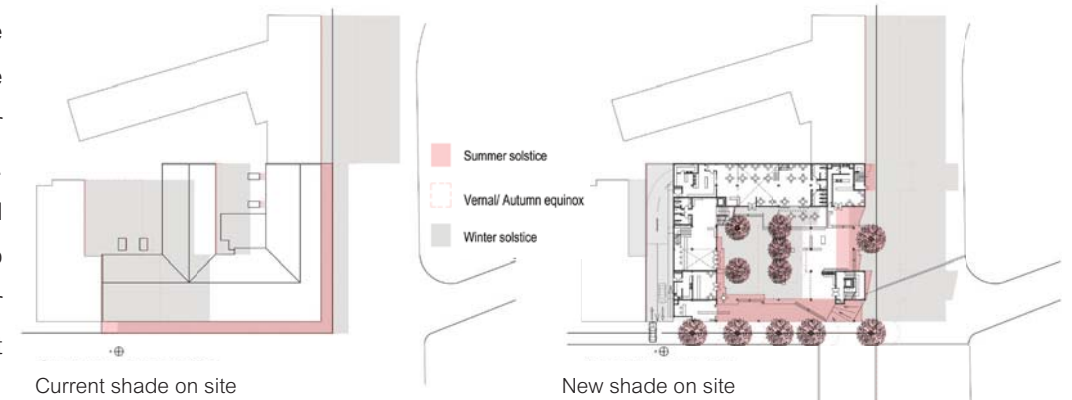 Summer solstice
Vernal/ Autumn equinox
Winter solstice
Current shade on site
New shade on site